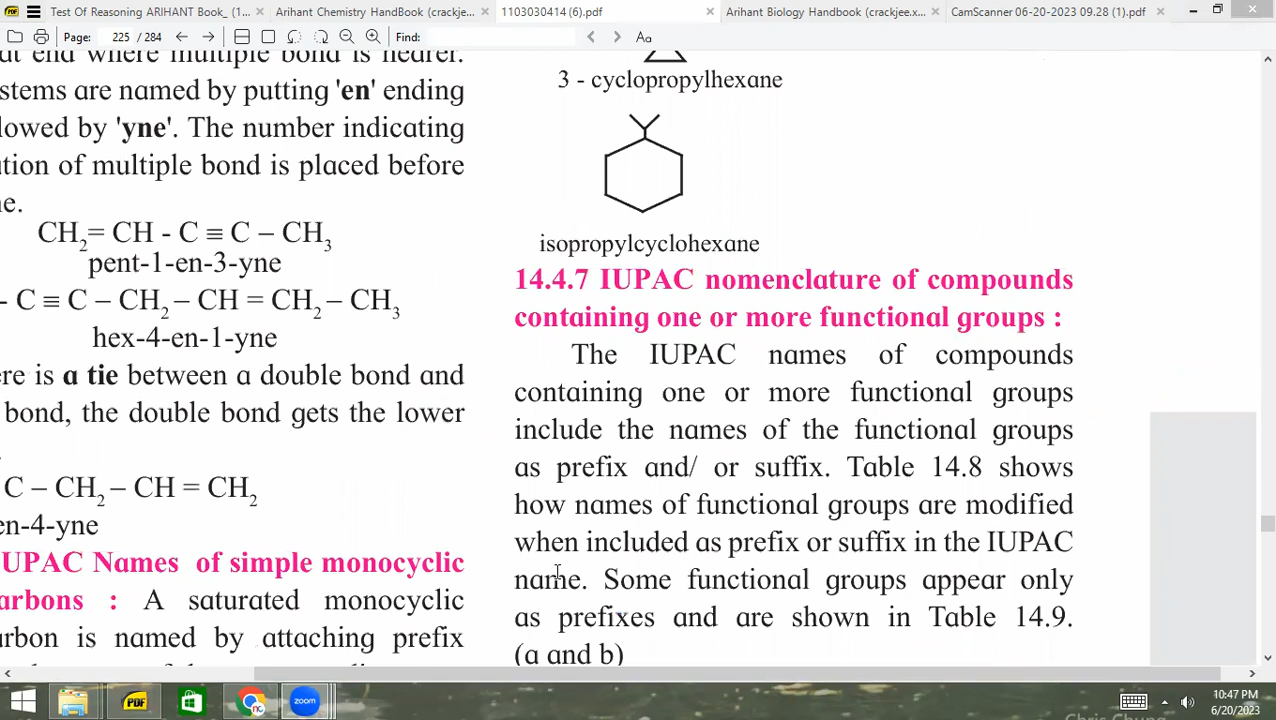 Test Of Reasoning ARIHANT Book_ (1...
Arihant Chemistry HandBook (crackjee...
1103030414 (6).pdf
Arihant Biology Handbook (crackjee.x...
CamScanner 06-20-2023 09.28 (1).pdf
Page: 225 / 284
Find:
Aa
at end where multiple bond is nearer.
stems are named by putting 'en' ending
lowed by 'yne'. The number indicating
ation of multiple bond is placed before
ne.
CH₂= CH - C ≡ C – CH₃
pent-1-en-3-yne
- C ≡ C – CH₂ – CH = CH₂ – CH₃
hex-4-en-1-yne
ere is a tie between a double bond and
bond, the double bond gets the lower
C – CH₂ – CH = CH₂
en-4-yne
UPAC Names of simple monocyclic
arbons : A saturated monocyclic
arbon is named by attaching prefix
3 - cyclopropylhexane
isopropylcyclohexane
14.4.7 IUPAC nomenclature of compounds
containing one or more functional groups :
The IUPAC names of compounds
containing one or more functional groups
include the names of the functional groups
as prefix and/ or suffix. Table 14.8 shows
how names of functional groups are modified
when included as prefix or suffix in the IUPAC
name. Some functional groups appear only
as prefixes and are shown in Table 14.9.
(a and b)
PDF
zoom
10:47 PM
6/20/2023
Chris Chung